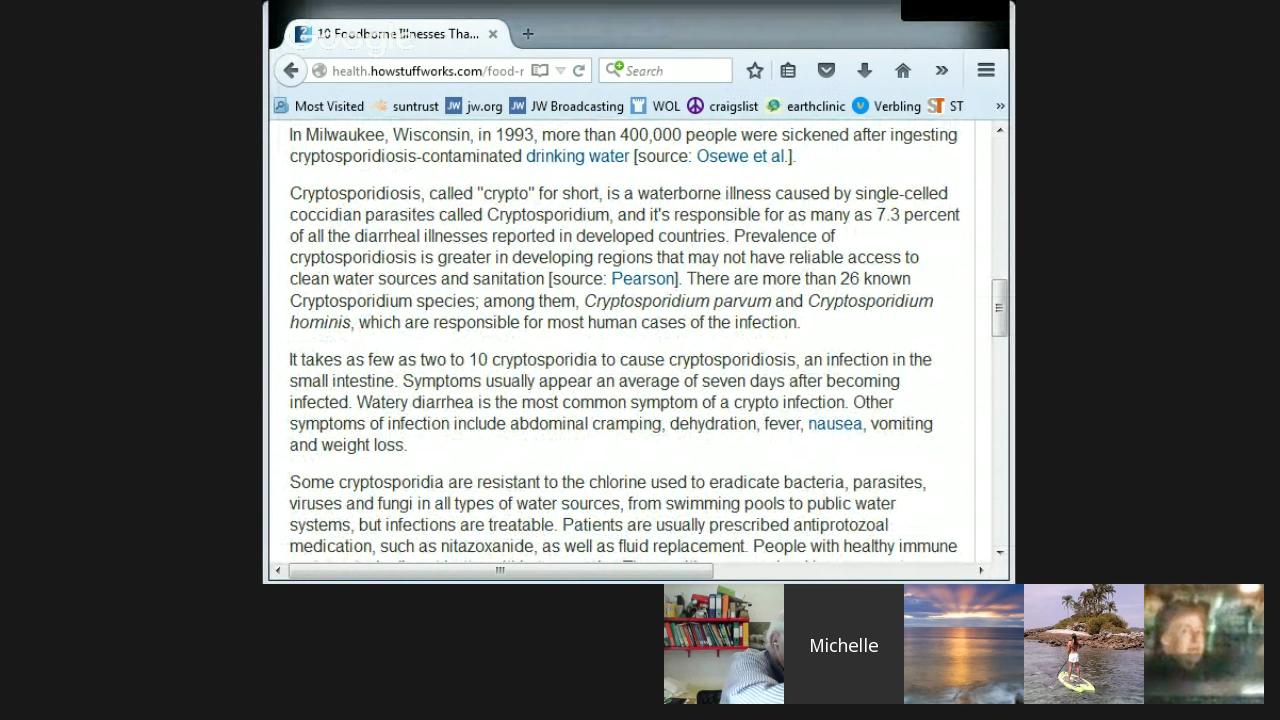 Google
10 Foodborne Illnesses Tha...
health.howstuffworks.com/food-r
Search
Most Visited suntrust JW jw.org JW JW Broadcasting WOL craigslist earthclinic V Verbling ST ST »
In Milwaukee, Wisconsin, in 1993, more than 400,000 people were sickened after ingesting
cryptosporidiosis-contaminated drinking water [source: Osewe et al.].
Cryptosporidiosis, called "crypto" for short, is a waterborne illness caused by single-celled
coccidian parasites called Cryptosporidium, and it's responsible for as many as 7.3 percent
of all the diarrheal illnesses reported in developed countries. Prevalence of
cryptosporidiosis is greater in developing regions that may not have reliable access to
clean water sources and sanitation [source: Pearson]. There are more than 26 known
Cryptosporidium species; among them, Cryptosporidium parvum and Cryptosporidium
hominis, which are responsible for most human cases of the infection.
It takes as few as two to 10 cryptosporidia to cause cryptosporidiosis, an infection in the
small intestine. Symptoms usually appear an average of seven days after becoming
infected. Watery diarrhea is the most common symptom of a crypto infection. Other
symptoms of infection include abdominal cramping, dehydration, fever, nausea, vomiting
and weight loss.
Some cryptosporidia are resistant to the chlorine used to eradicate bacteria, parasites,
viruses and fungi in all types of water sources, from swimming pools to public water
systems, but infections are treatable. Patients are usually prescribed antiprotozoal
medication, such as nitazoxanide, as well as fluid replacement. People with healthy immune
Michelle